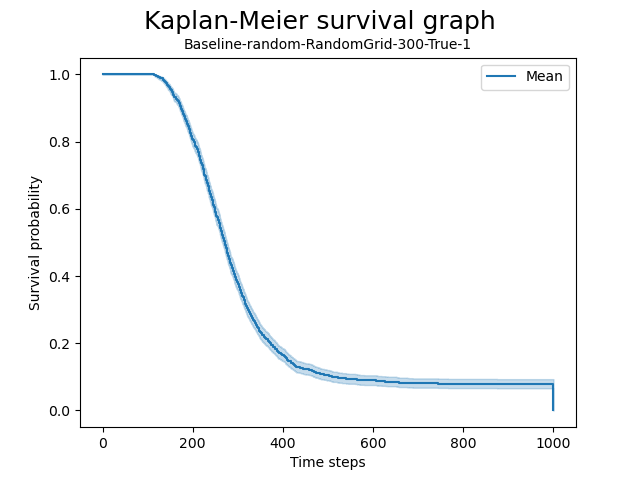 Kaplan-Meier survival graph
Baseline-random-RandomGrid-300-True-1
Mean
1.0
0.8
0.6
0.4
0.2
0.0
Survival probability
0 200 400 600 800 1000
Time steps